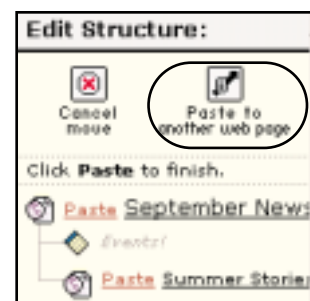 Edit Structure:
Cancel move
Paste to another web page
Click Paste to finish.
Paste September News
Events!
Paste Summer Stories